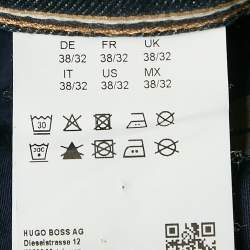 DE FR UK
38/32 38/32 38/32
IT US MX
38/32 38/32 38/32
30
HUGO BOSS AG
Dieselstrasse 12